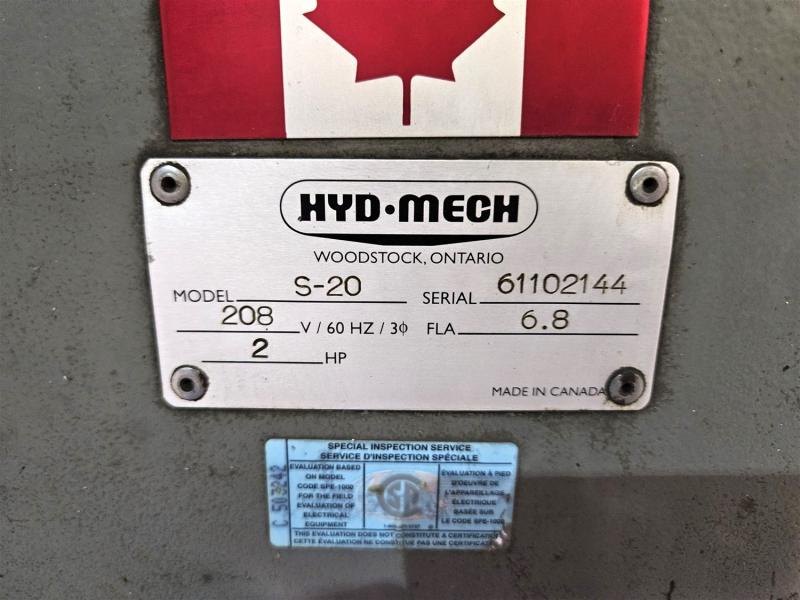 HYD·MECH
WOODSTOCK, ONTARIO
MODEL S-20 SERIAL 61102144
208 V / 60 HZ / 3ϕ FLA 6.8
2 HP
MADE IN CANADA
SPECIAL INSPECTION SERVICE
SERVICE D'INSPECTION SPÉCIALE
EVALUATION BASED
ON MODEL
CODE SPE-1000
FOR THE FIELD
EVALUATION OF
ELECTRICAL
EQUIPMENT
ÉVALUATION À PIED
D'OEUVRE DE
L'APPAREILLAGE
ÉLECTRIQUE
BASÉE SUR
LE CODE SPE-1000
THIS EVALUATION DOES NOT CONSTITUTE A CERTIFICATION
CETTE ÉVALUATION NE CONSTITUE PAS UNE CERTIFICATION